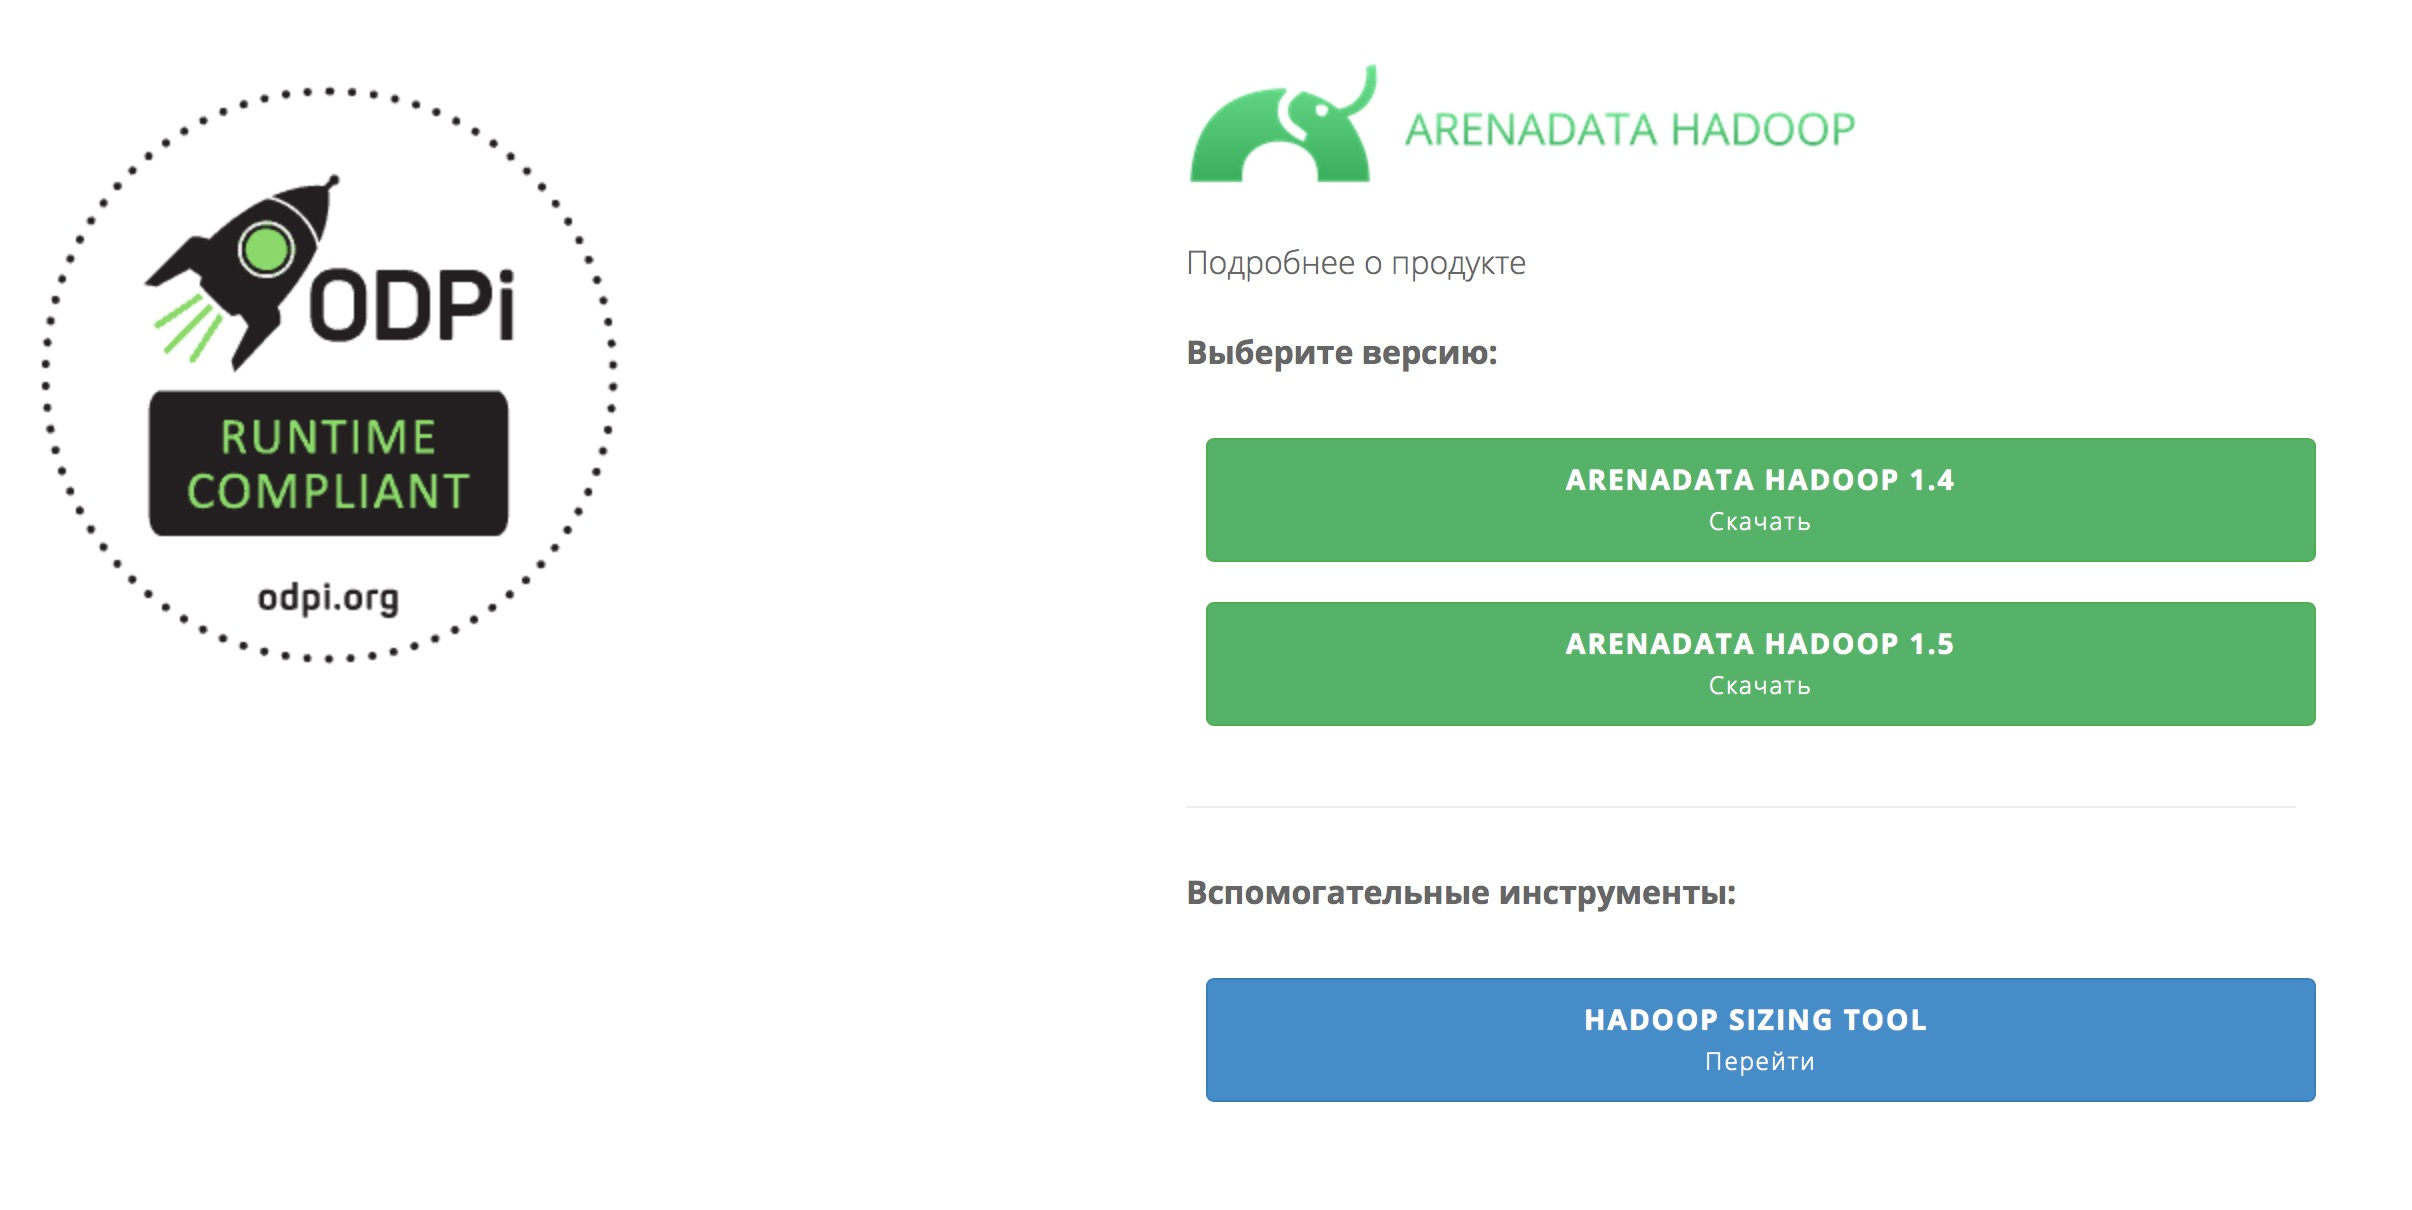 ODPi
RUNTIME
COMPLIANT
odpi.org
ARENADATA HADOOP
Подробнее о продукте
Выберите версию:
ARENADATA HADOOP 1.4
Скачать
ARENADATA HADOOP 1.5
Скачать
Вспомогательные инструменты:
HADOOP SIZING TOOL
Перейти